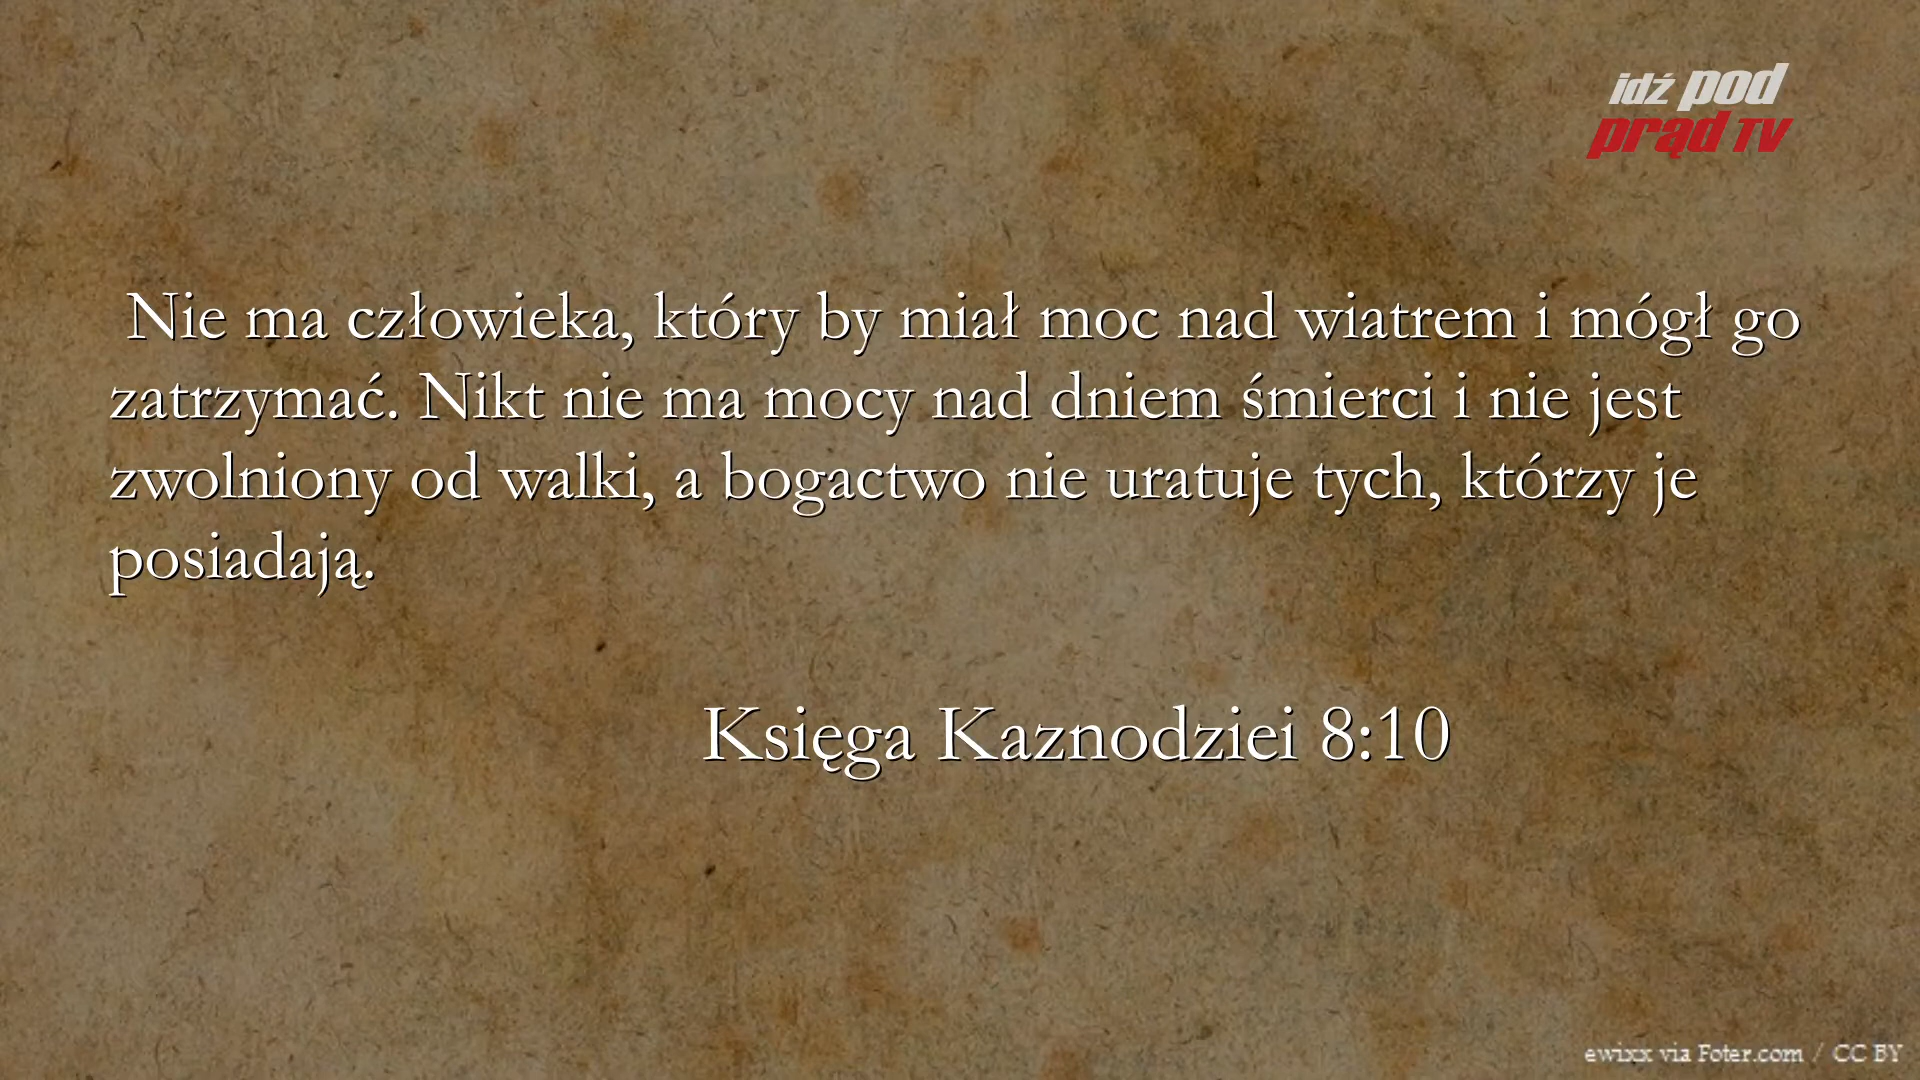 idź pod
prąd TV
Nie ma człowieka, który by miał moc nad wiatrem i mógł go
zatrzymać. Nikt nie ma mocy nad dniem śmierci i nie jest
zwolniony od walki, a bogactwo nie uratuje tych, którzy je
posiadają.
Księga Kaznodziei 8:10
ewixx via Foter.com / CC BY